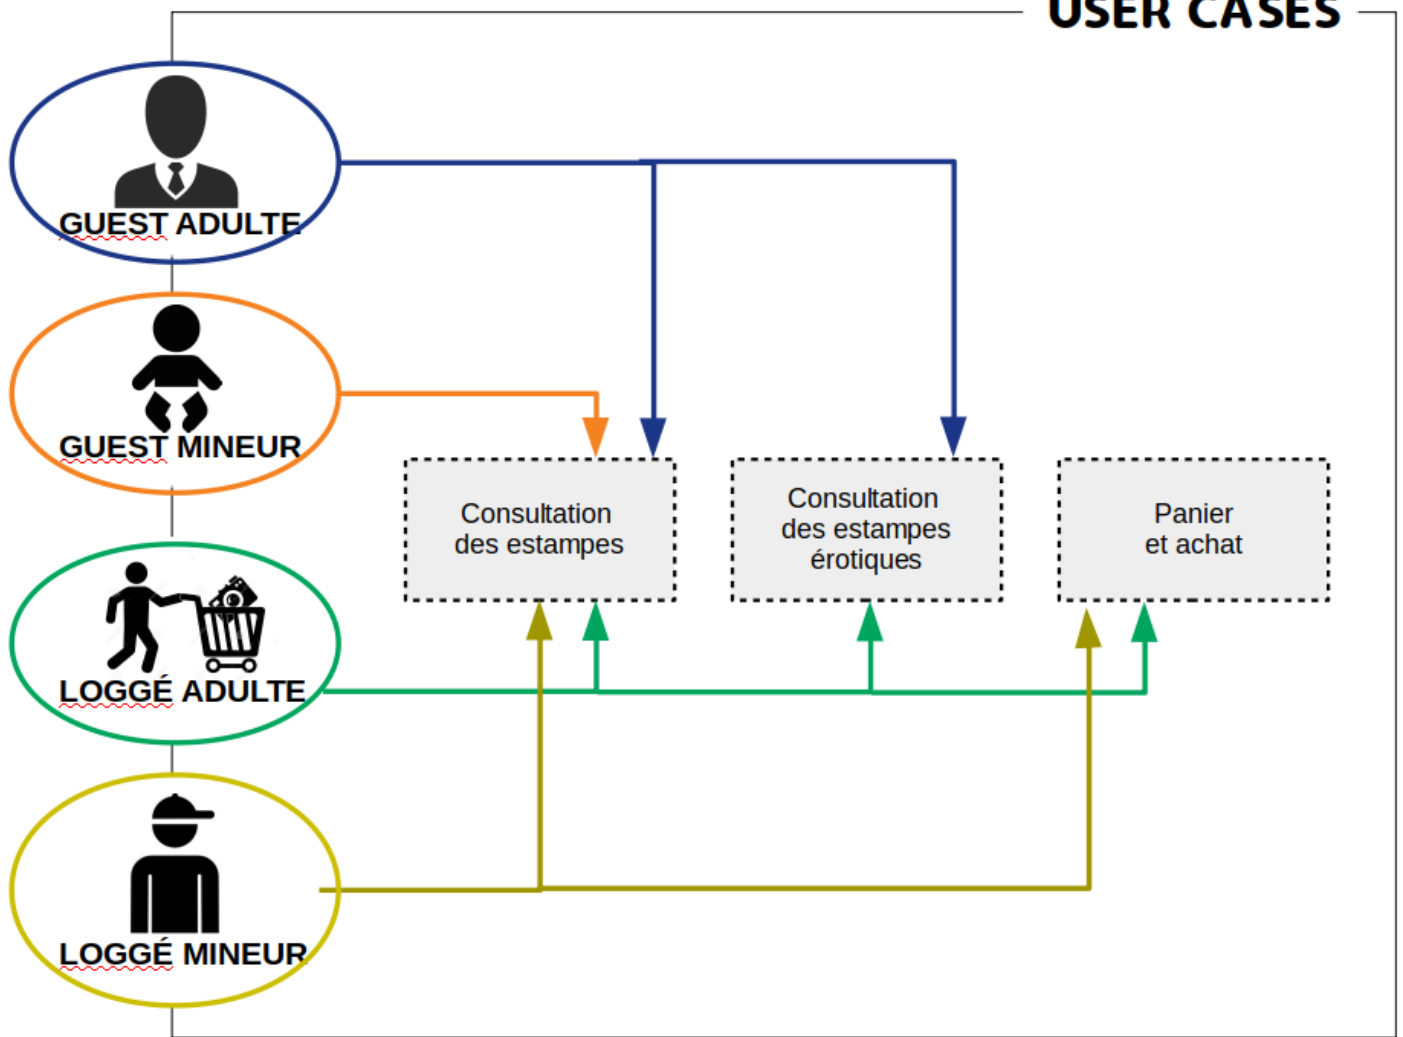 USER CASES
GUEST ADULTE
GUEST MINEUR
Consultation
des estampes
Consultation
des estampes
érotiques
Panier
et achat
LOGGÉ ADULTE
LOGGÉ MINEUR